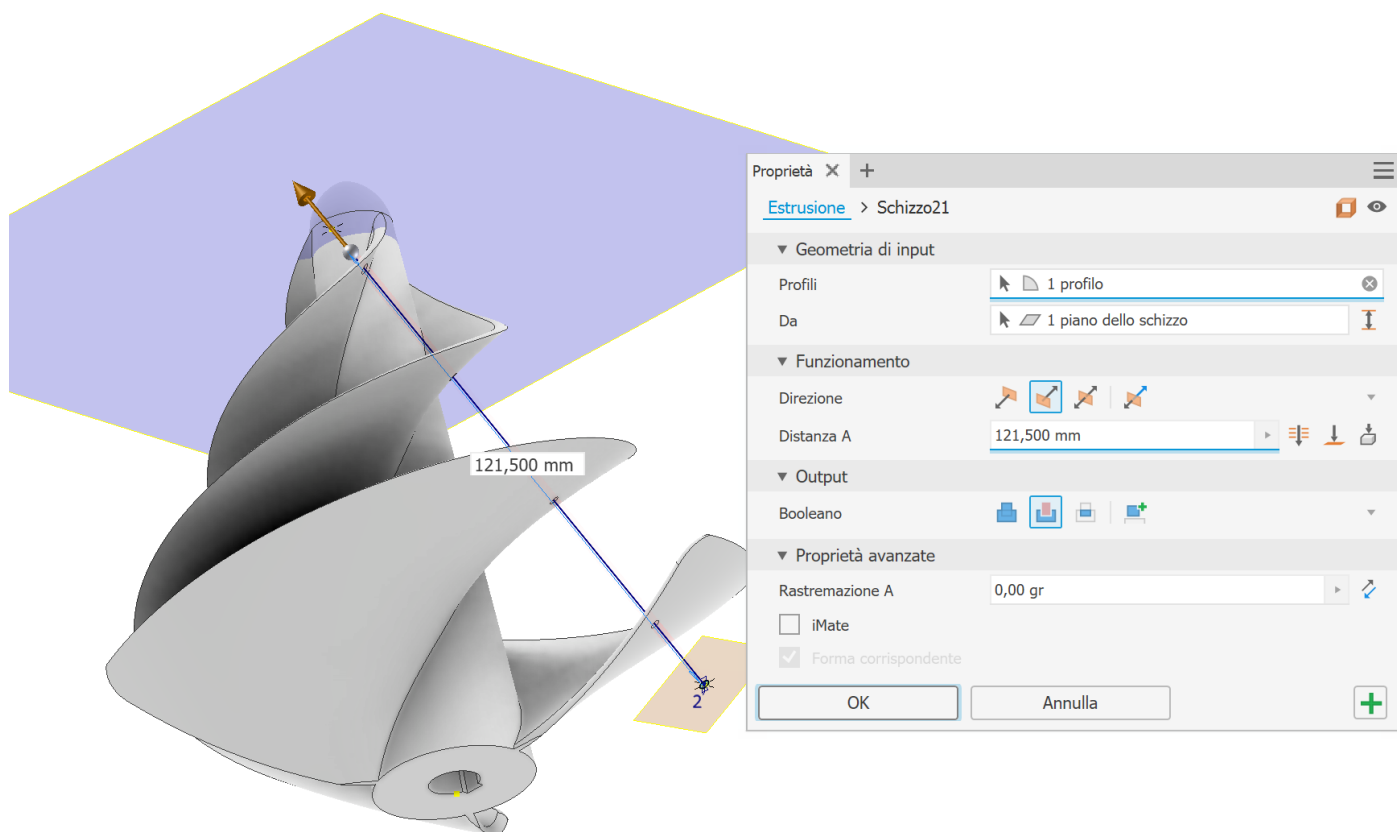 Proprietà
Estrusione > Schizzo21
Geometria di input
Profili
1 profilo
Da
1 piano dello schizzo
Funzionamento
Direzione
Distanza A
121,500 mm
Output
Booleano
Proprietà avanzate
Rastremazione A
0,00 gr
iMate
Forma corrispondente
OK
Annulla
121,500 mm
2